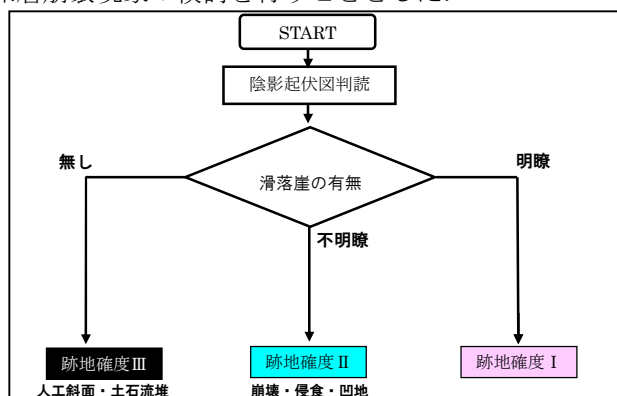 START
陰影起伏図判読
滑落崖の有無
無し
明瞭
不明瞭
跡地確度Ⅲ
跡地確度Ⅱ
跡地確度Ⅰ
人工斜面・土石流堆
崩壊・侵食・凹地